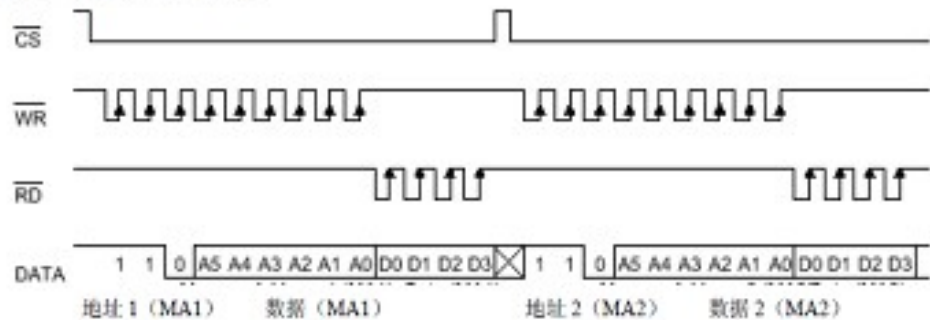 CS
WR
RD
DATA 1 1 0 A5 A4 A3 A2 A1 A0 D0 D1 D2 D3 1 1 0 A5 A4 A3 A2 A1 A0 D0 D1 D2 D3
地址 1（MA1） 数据（MA1） 地址 2（MA2） 数据 2（MA2）